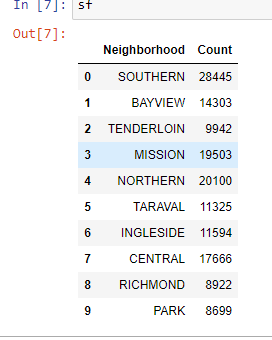 In [7]: sf
Out[7]:
Neighborhood Count
0 SOUTHERN 28445
1 BAYVIEW 14303
2 TENDERLOIN 9942
3 MISSION 19503
4 NORTHERN 20100
5 TARAVAL 11325
6 INGLESIDE 11594
7 CENTRAL 17666
8 RICHMOND 8922
9 PARK 8699